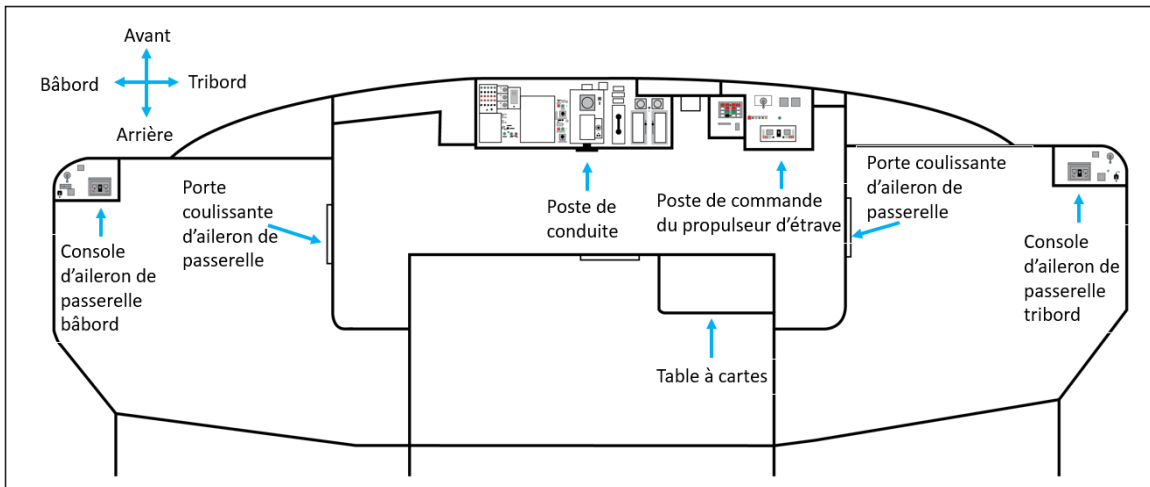 Avant
Bâbord
Tribord
Arrière
Console
d'aileron de
passerelle
bâbord
Porte
coulissante
d'aileron de
passerelle
Poste de
conduite
Poste de commande
du propulseur d'étrave
Porte coulissante
d'aileron de
passerelle
Console
d'aileron de
passerelle
tribord
Table à cartes